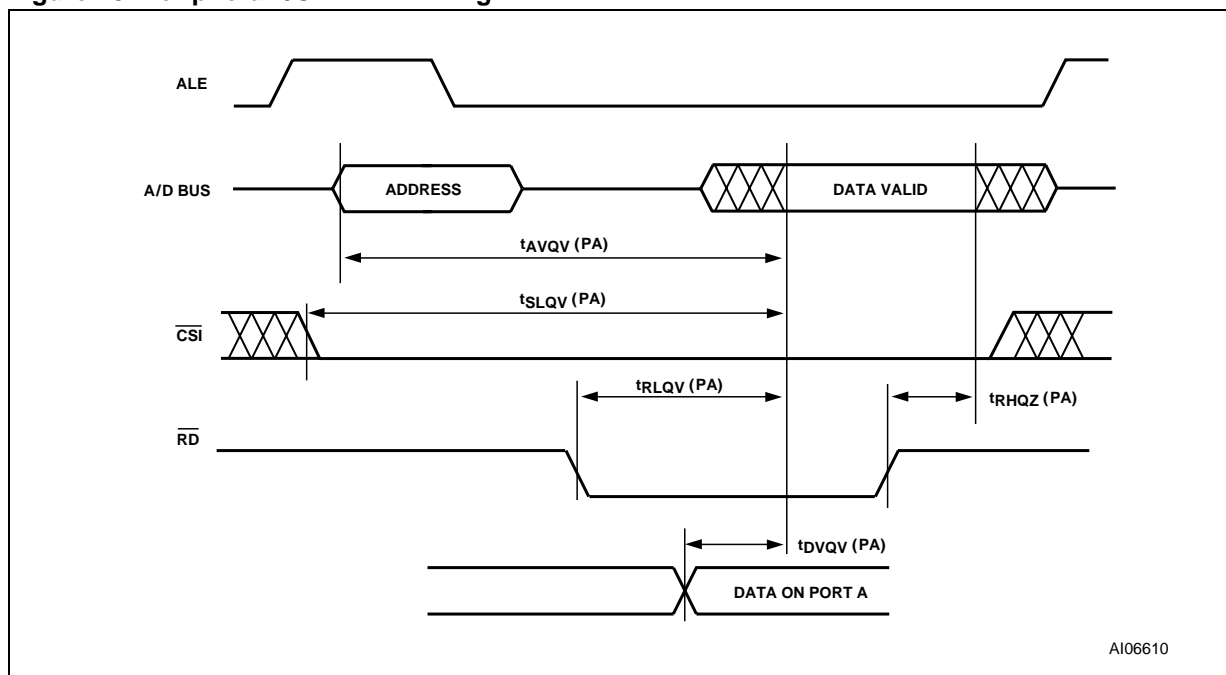 ALE
A/D BUS
ADDRESS
DATA VALID
tAVQV (PA)
tSLQV (PA)
CSI
tRLQV (PA)
tRHQZ (PA)
RD
tDVQV (PA)
DATA ON PORT A
AI06610